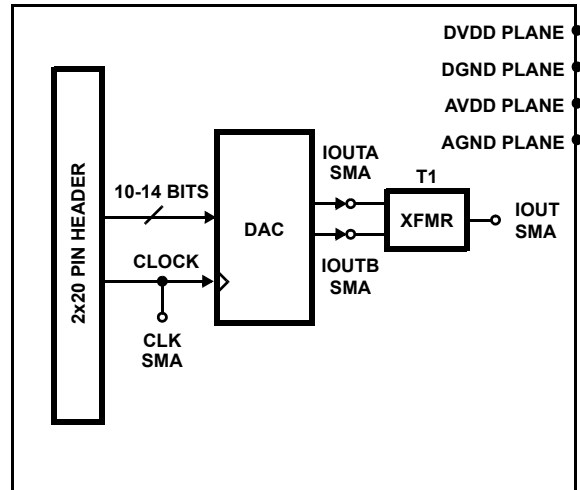 DVDD PLANE
DGND PLANE
AVDD PLANE
AGND PLANE
2x20 PIN HEADER
10-14 BITS
CLOCK
CLK
SMA
DAC
IOUTA
SMA
IOUTB
SMA
T1
XFMR
IOUT
SMA